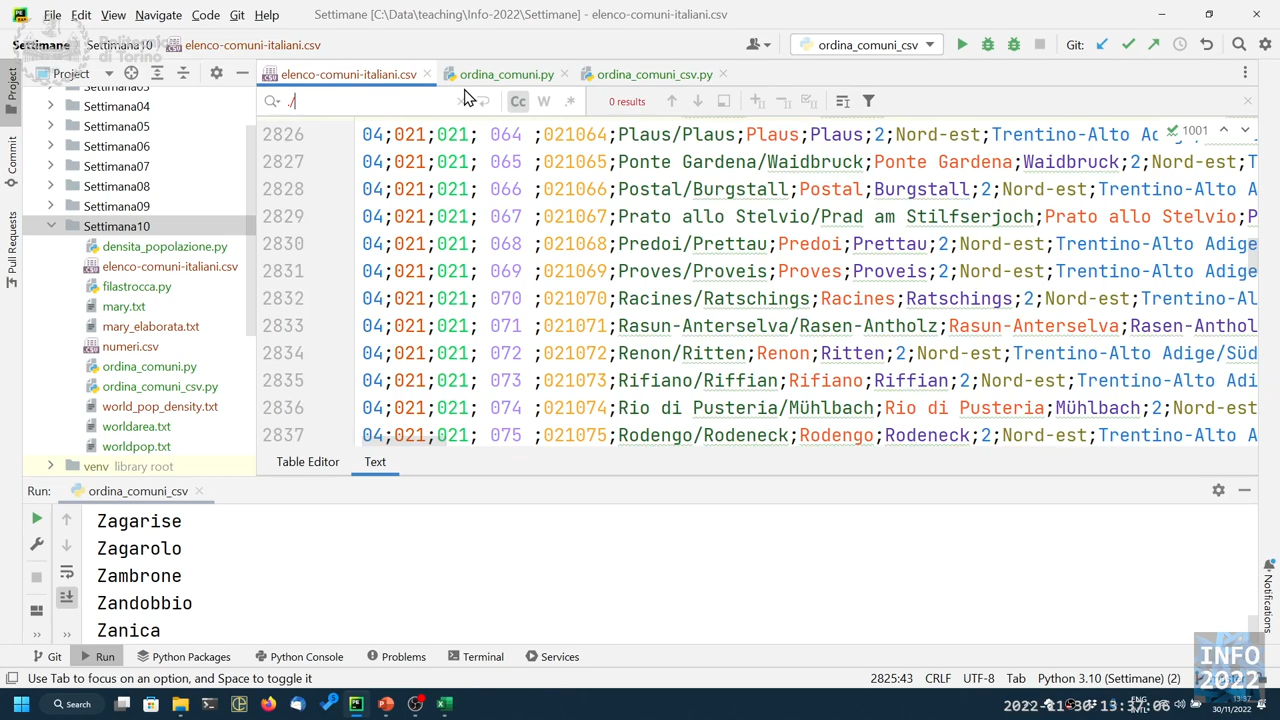 File Edit View Navigate Code Git Help Settimane [C:\Data\teaching\Info-2022\Settimane] - elenco-comuni-italiani.csv
Settimane Settimana10 elenco-comuni-italiani.csv ordina_comuni_csv Git:
Politecnico di Torino
Project elenco-comuni-italiani.csv ordina_comuni.py ordina_comuni_csv.py
./ Cc W .* 0 results
1001
Project
Commit
Pull Requests
Settimana03
Settimana04
Settimana05
Settimana06
Settimana07
Settimana08
Settimana09
Settimana10
densita_popolazione.py
elenco-comuni-italiani.csv
filastrocca.py
mary.txt
mary_elaborata.txt
numeri.csv
ordina_comuni.py
ordina_comuni_csv.py
world_pop_density.txt
worldarea.txt
worldpop.txt
venv library root
2826 04;021;021; 064 ;021064;Plaus/Plaus;Plaus;Plaus;2;Nord-est;Trentino-Alto
2827 04;021;021; 065 ;021065;Ponte Gardena/Waidbruck;Ponte Gardena;Waidbruck;2;Nord-est;T
2828 04;021;021; 066 ;021066;Postal/Burgstall;Postal;Burgstall;2;Nord-est;Trentino-Alto A
2829 04;021;021; 067 ;021067;Prato allo Stelvio/Prad am Stilfserjoch;Prato allo Stelvio;P
2830 04;021;021; 068 ;021068;Predoi/Prettau;Predoi;Prettau;2;Nord-est;Trentino-Alto Adige
2831 04;021;021; 069 ;021069;Proves/Proveis;Proves;Proveis;2;Nord-est;Trentino-Alto Adige
2832 04;021;021; 070 ;021070;Racines/Ratschings;Racines;Ratschings;2;Nord-est;Trentino-Al
2833 04;021;021; 071 ;021071;Rasun-Anterselva/Rasen-Antholz;Rasun-Anterselva;Rasen-Anthol
2834 04;021;021; 072 ;021072;Renon/Ritten;Renon;Ritten;2;Nord-est;Trentino-Alto Adige/Süd
2835 04;021;021; 073 ;021073;Rifiano/Riffian;Rifiano;Riffian;2;Nord-est;Trentino-Alto Adi
2836 04;021;021; 074 ;021074;Rio di Pusteria/Mühlbach;Rio di Pusteria;Mühlbach;2;Nord-est
2837 04;021;021; 075 ;021075;Rodengo/Rodeneck;Rodengo;Rodeneck;2;Nord-est;Trentino-Alto A
Table Editor Text
Run: ordina_comuni_csv
Zagarise
Zagarolo
Zambrone
Zandobbio
Zanica
Notifications
Git Run Python Packages Python Console Problems Terminal Services
Use Tab to focus on an option, and Space to toggle it 2825:43 CRLF UTF-8 Tab Python 3.10 (Settimane) (2)
INFO
2022
Search ENG 13:37
30/11/2022